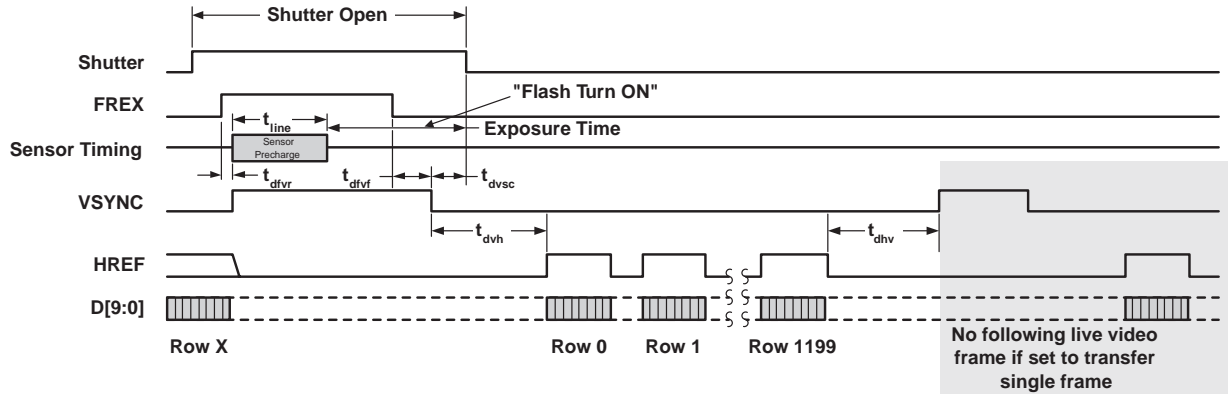 Shutter Open
Shutter
"Flash Turn ON"
FREX
t line
Exposure Time
Sensor Timing
Sensor
Precharge
t dfvr
t dfvf
t dvsc
VSYNC
t dvh
t dhv
HREF
D[9:0]
Row X
Row 0
Row 1
Row 1199
No following live video
frame if set to transfer
single frame